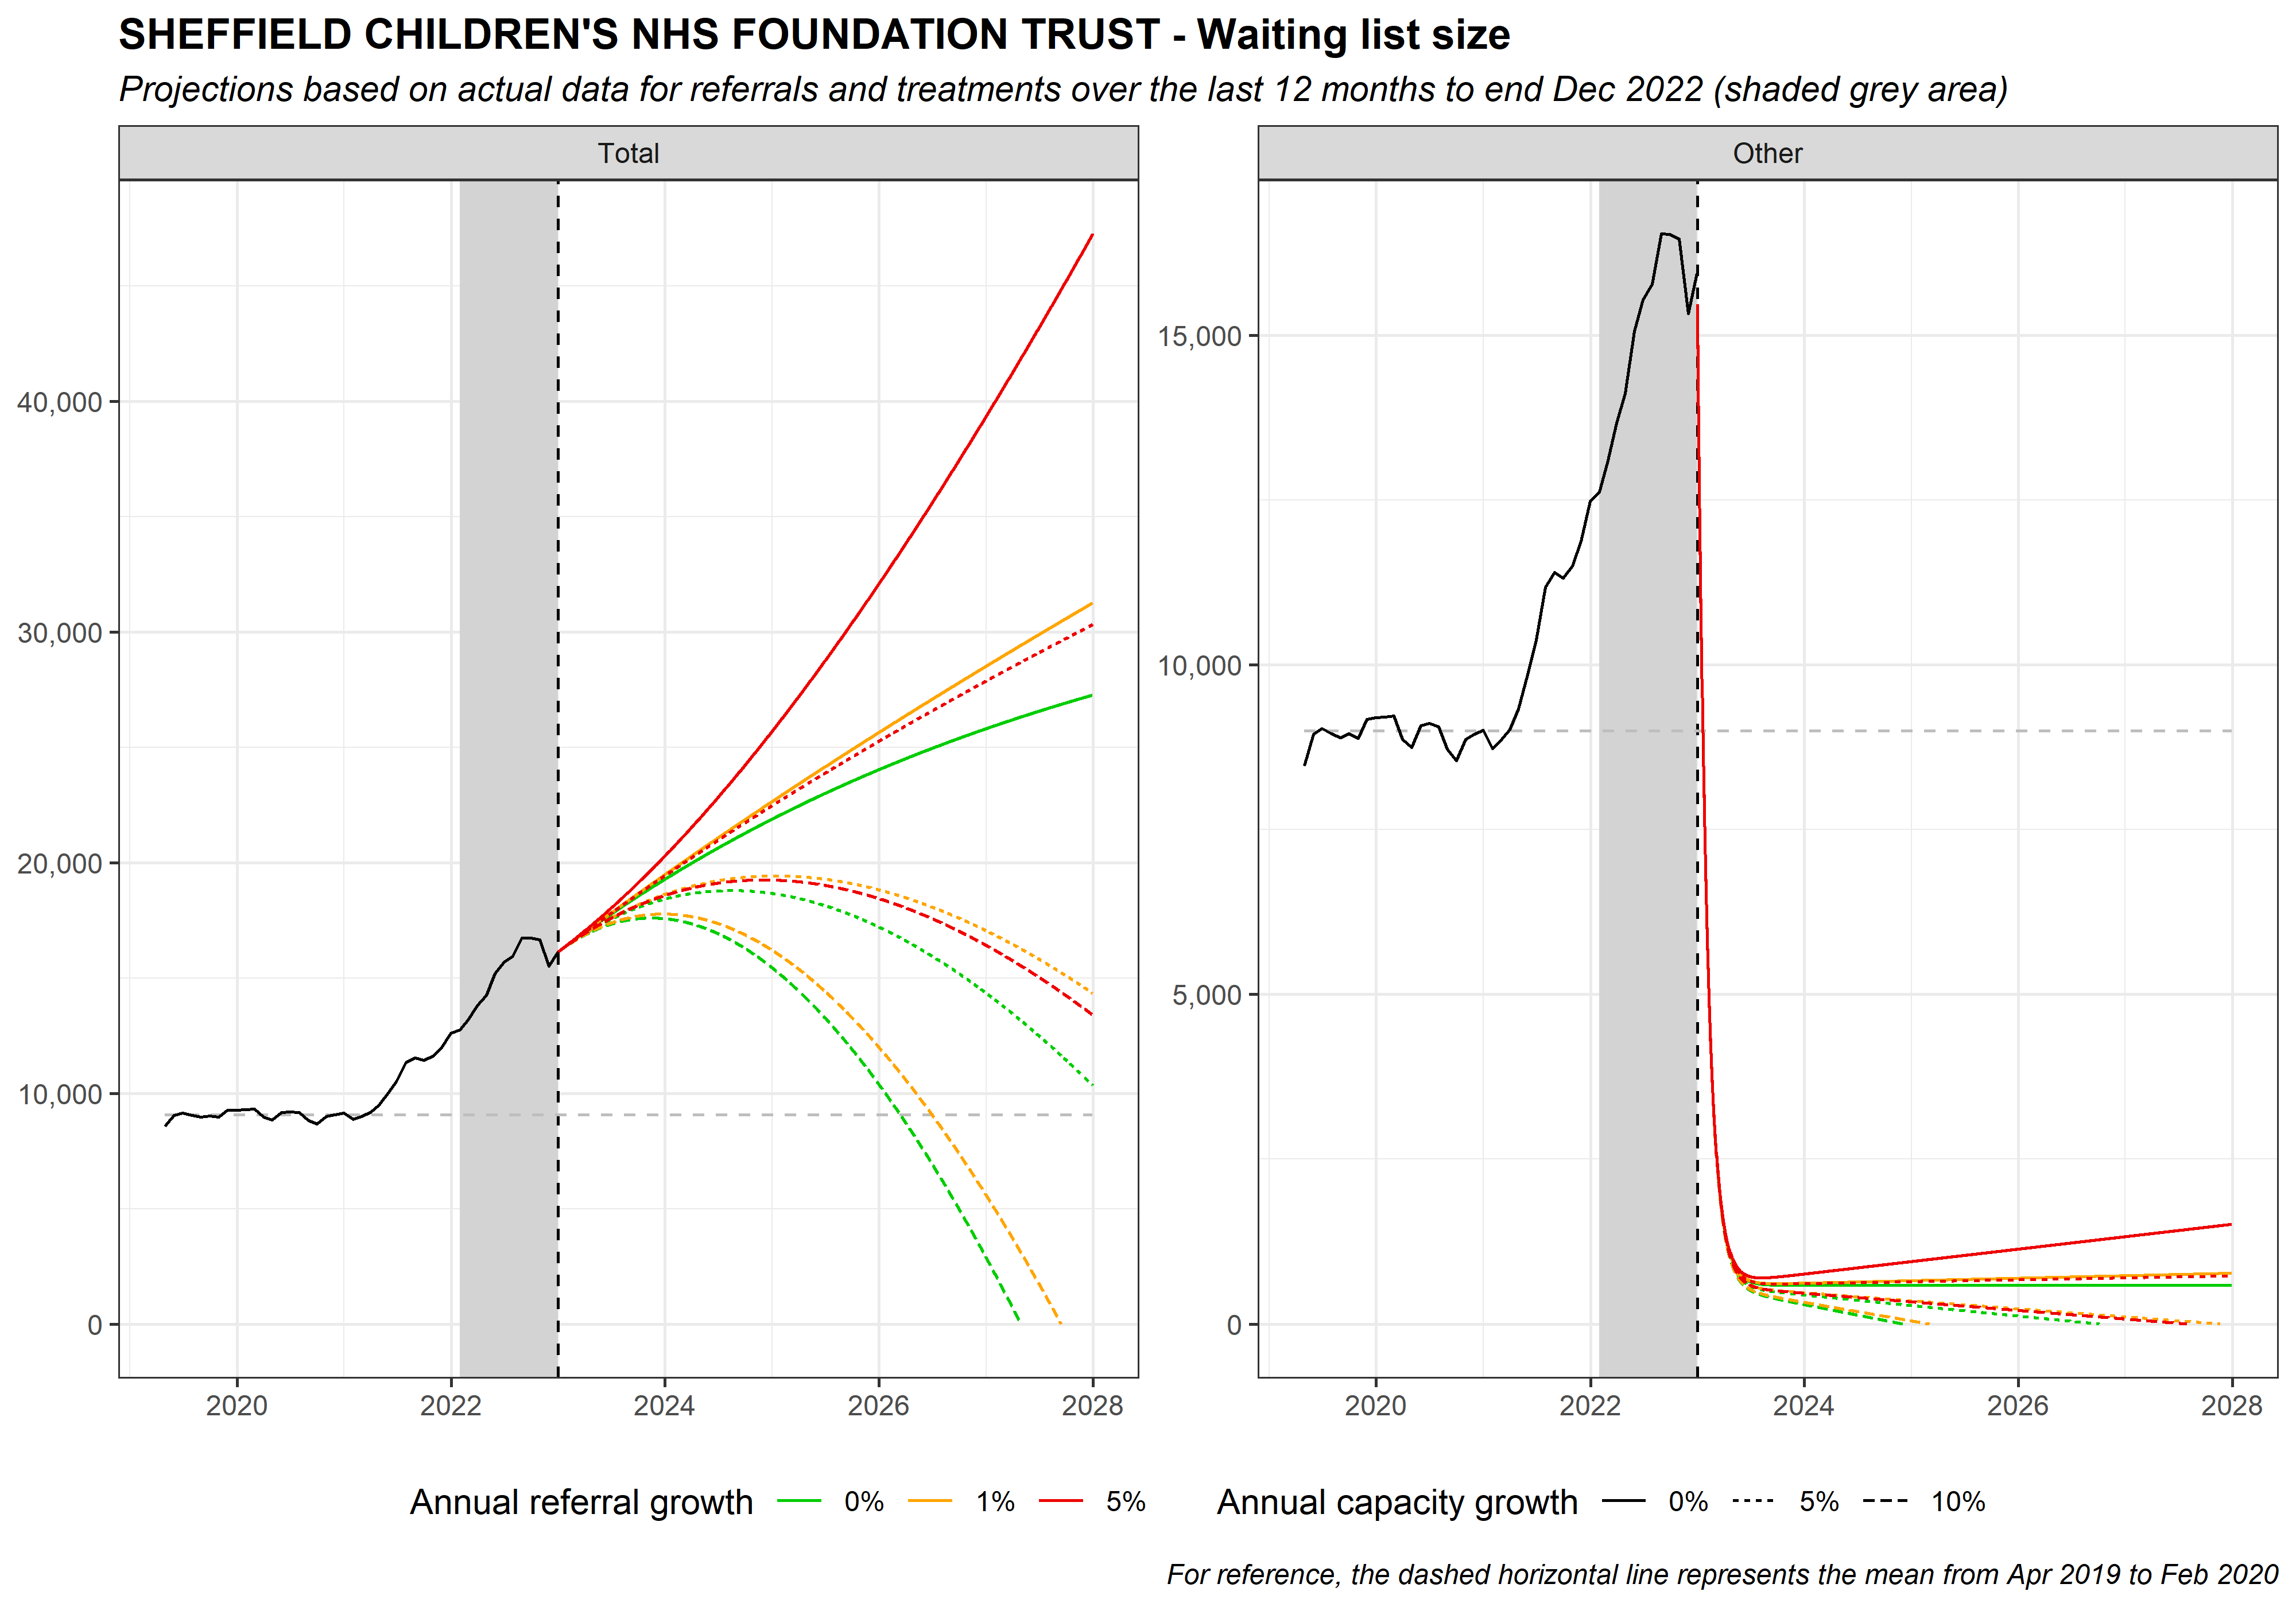 SHEFFIELD CHILDREN'S NHS FOUNDATION TRUST - Waiting list size
Projections based on actual data for referrals and treatments over the last 12 months to end Dec 2022 (shaded grey area)
Total
Other
40,000
30,000
20,000
10,000
0
2020 2022 2024 2026 2028
15,000
10,000
5,000
0
2020 2022 2024 2026 2028
Annual referral growth 0% 1% 5% Annual capacity growth 0% 5% 10%
For reference, the dashed horizontal line represents the mean from Apr 2019 to Feb 2020